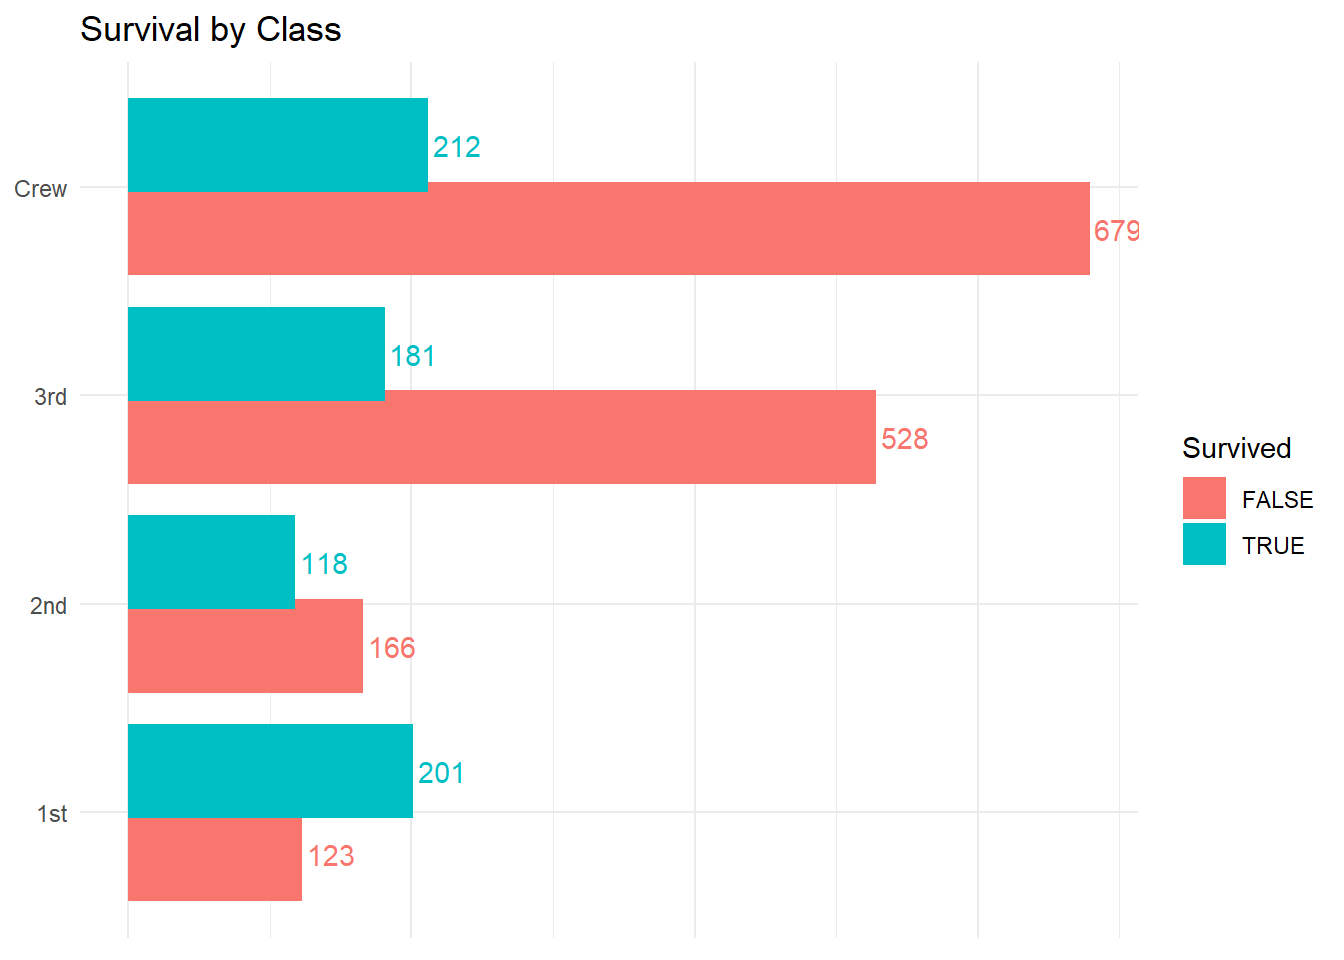 Survival by Class
212
Crew
679
181
3rd
528
118
2nd
166
201
1st
123
Survived
FALSE
TRUE